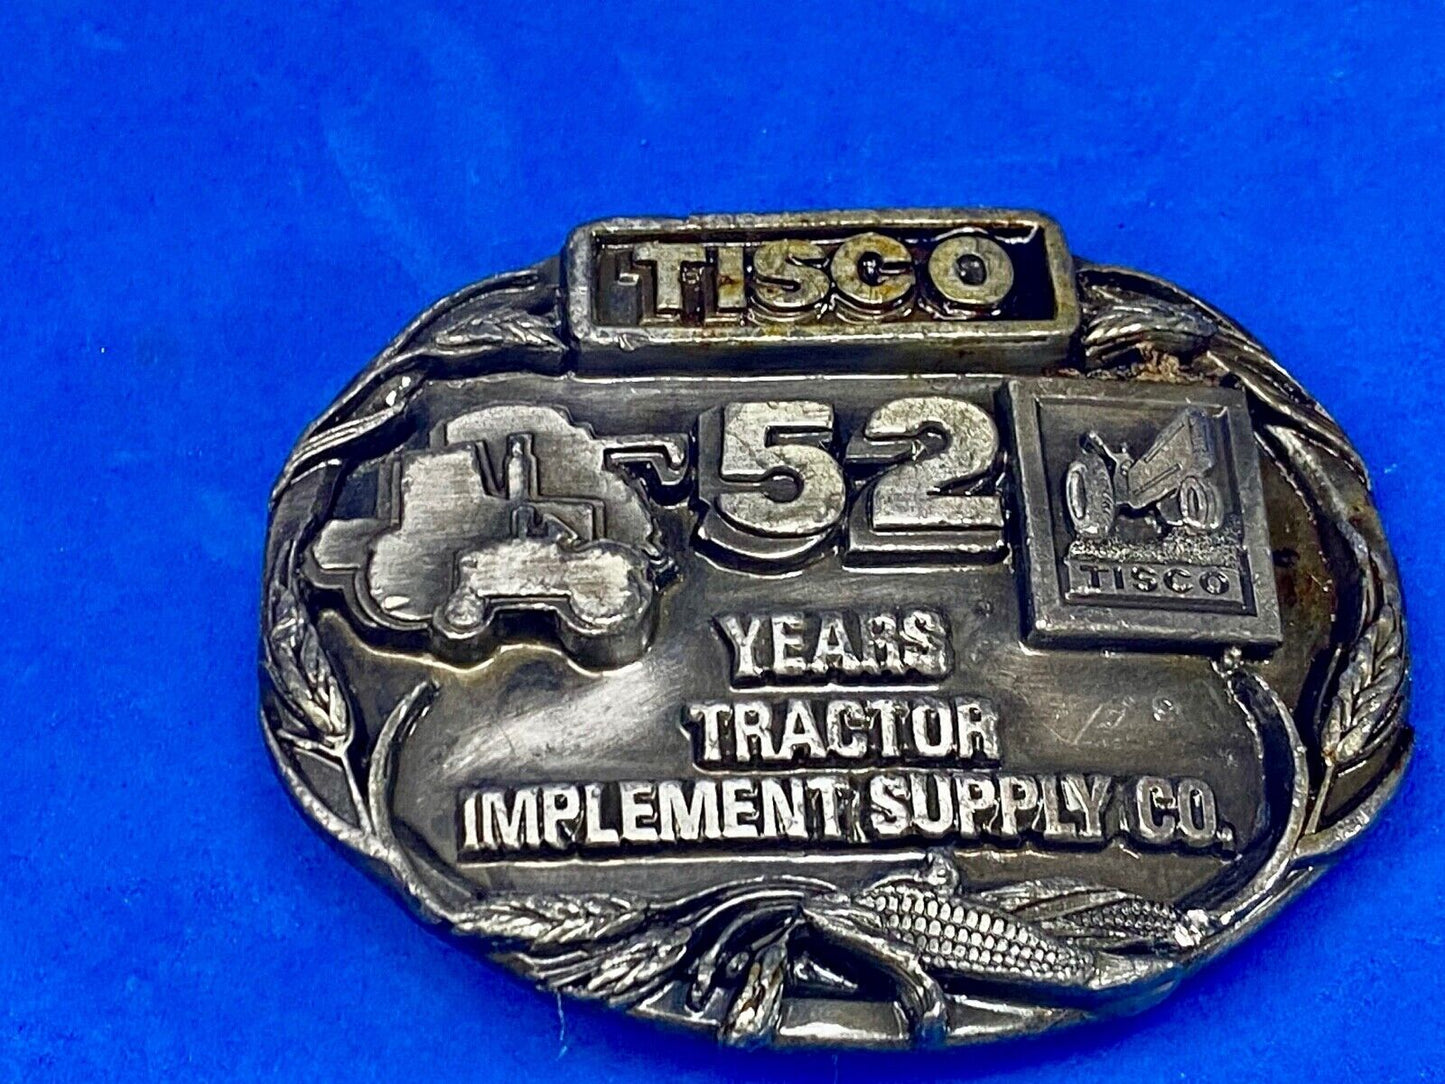 TISCO
52
TISCO
YEARS
TRACTOR
IMPLEMENT SUPPLY CO.